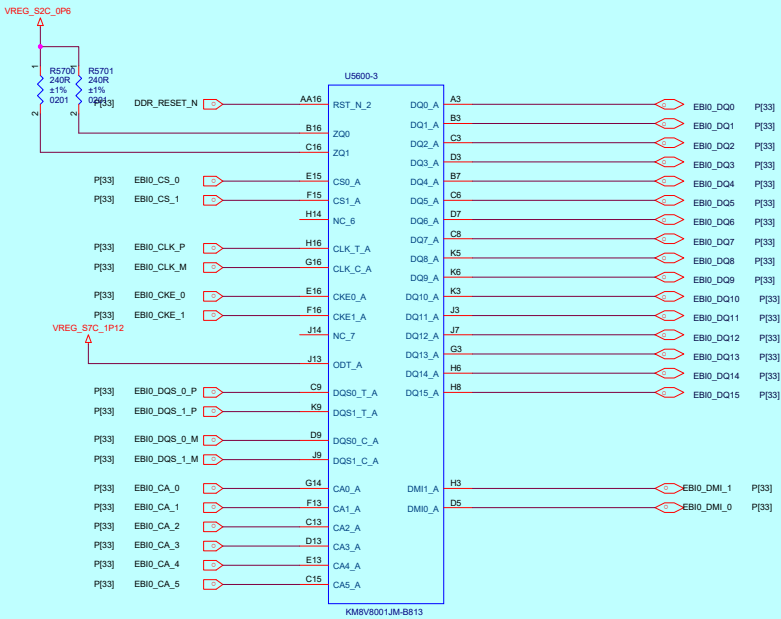 VREG_S2C_0P6
1 1
R5700 R5701
240R 240R
±1% ±1%
0201 0201
2 2
U5600-3
P[33] DDR_RESET_N AA16 RST_N_2 DQ0_A A3 EBI0_DQ0 P[33]
DQ1_A B3 EBI0_DQ1 P[33]
B16 ZQ0
DQ2_A C3 EBI0_DQ2 P[33]
C16 ZQ1
DQ3_A D3 EBI0_DQ3 P[33]
P[33] EBI0_CS_0 E15 CS0_A DQ4_A B7 EBI0_DQ4 P[33]
P[33] EBI0_CS_1 F15 CS1_A DQ5_A C6 EBI0_DQ5 P[33]
H14 NC_6 DQ6_A D7 EBI0_DQ6 P[33]
DQ7_A C8 EBI0_DQ7 P[33]
P[33] EBI0_CLK_P H16 CLK_T_A
DQ8_A K5 EBI0_DQ8 P[33]
P[33] EBI0_CLK_M G16 CLK_C_A
DQ9_A K6 EBI0_DQ9 P[33]
P[33] EBI0_CKE_0 E16 CKE0_A DQ10_A K3 EBI0_DQ10 P[33]
P[33] EBI0_CKE_1 F16 CKE1_A DQ11_A J3 EBI0_DQ11 P[33]
VREG_S7C_1P12
J14 NC_7 DQ12_A J7 EBI0_DQ12 P[33]
DQ13_A G3 EBI0_DQ13 P[33]
J13 ODT_A
DQ14_A H6 EBI0_DQ14 P[33]
P[33] EBI0_DQS_0_P C9 DQS0_T_A DQ15_A H8 EBI0_DQ15 P[33]
P[33] EBI0_DQS_1_P K9 DQS1_T_A
P[33] EBI0_DQS_0_M D9 DQS0_C_A
P[33] EBI0_DQS_1_M J9 DQS1_C_A
P[33] EBI0_CA_0 G14 CA0_A DMI1_A H3 EBI0_DMI_1 P[33]
P[33] EBI0_CA_1 F13 CA1_A DMI0_A D5 EBI0_DMI_0 P[33]
P[33] EBI0_CA_2 C13 CA2_A
P[33] EBI0_CA_3 D13 CA3_A
P[33] EBI0_CA_4 E13 CA4_A
P[33] EBI0_CA_5 C15 CA5_A
KM8V8001JM-B813